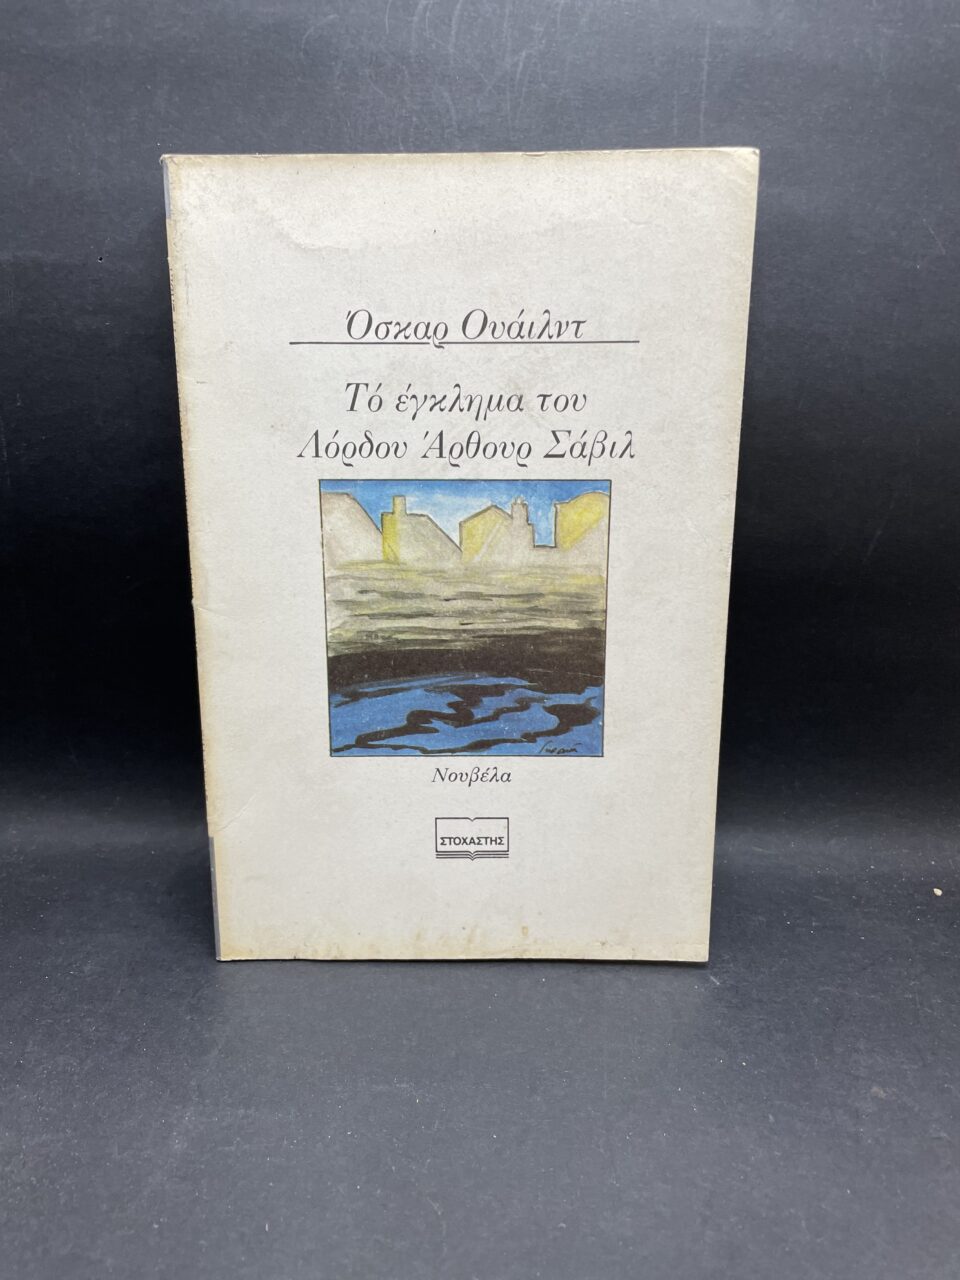 Όσκαρ Ουάιλντ
Τό έγκλημα του
Λόρδου Άρθουρ Σάβιλ
Νουβέλα
ΣΤΟΧΑΣΤΗΣ